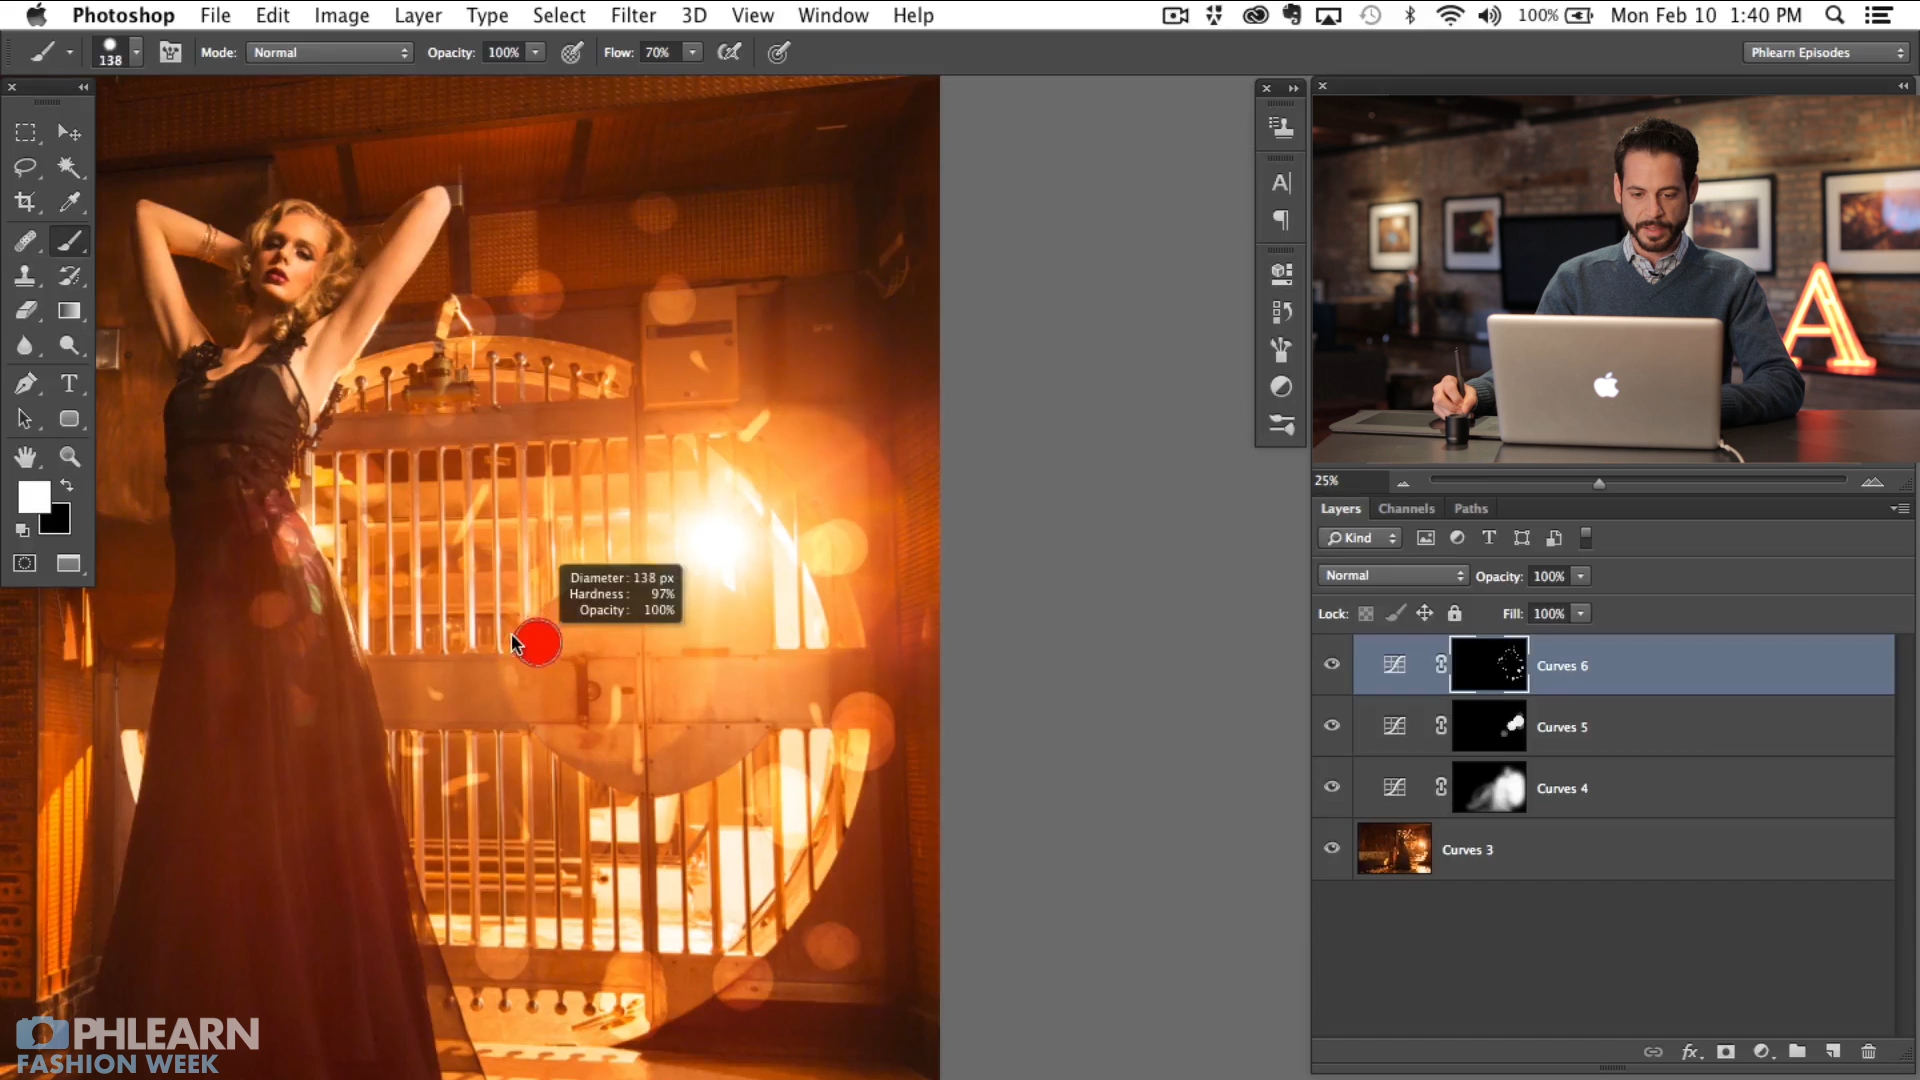 Photoshop File Edit Image Layer Type Select Filter 3D View Window Help 100% Mon Feb 10 1:40 PM
138 Mode: Normal Opacity: 100% Flow: 70% Phlearn Episodes
A
T
A
25%
Layers Channels Paths
Kind T
Normal Opacity: 100%
Lock: Fill: 100%
Diameter: 138 px
Hardness: 97%
Opacity: 100%
Curves 6
Curves 5
Curves 4
Curves 3
fx
PHLEARN
FASHION WEEK